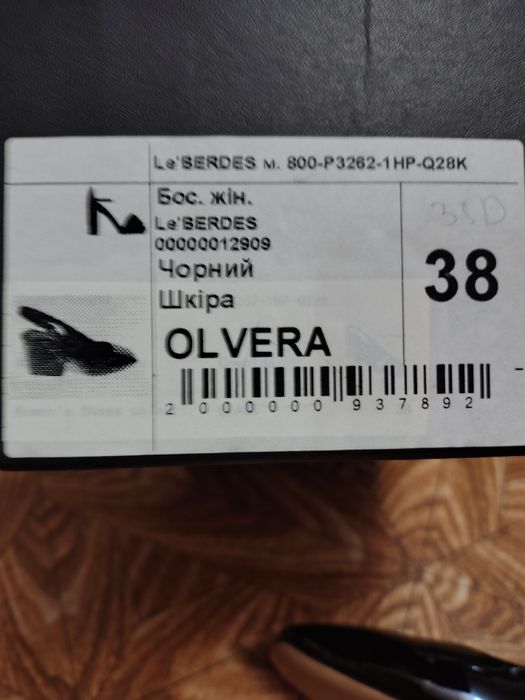 Le'BERDES м. 800-P3262-1HP-Q28K
Бос. жін.
Le'BERDES
00000012909
Чорний
Шкіра
38
OLVERA
2 000000 937892